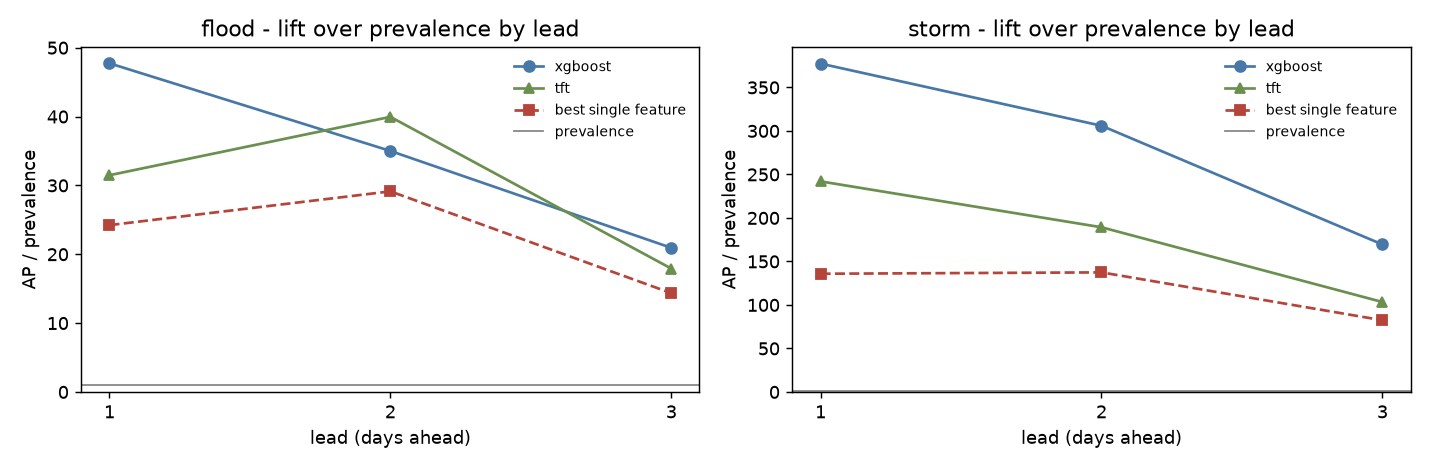 flood - lift over prevalence by lead
50
40
30
20
10
0
AP / prevalence
xgboost
tft
best single feature
prevalence
1
2
3
lead (days ahead)
storm - lift over prevalence by lead
350
300
250
200
150
100
50
0
AP / prevalence
xgboost
tft
best single feature
prevalence
1
2
3
lead (days ahead)